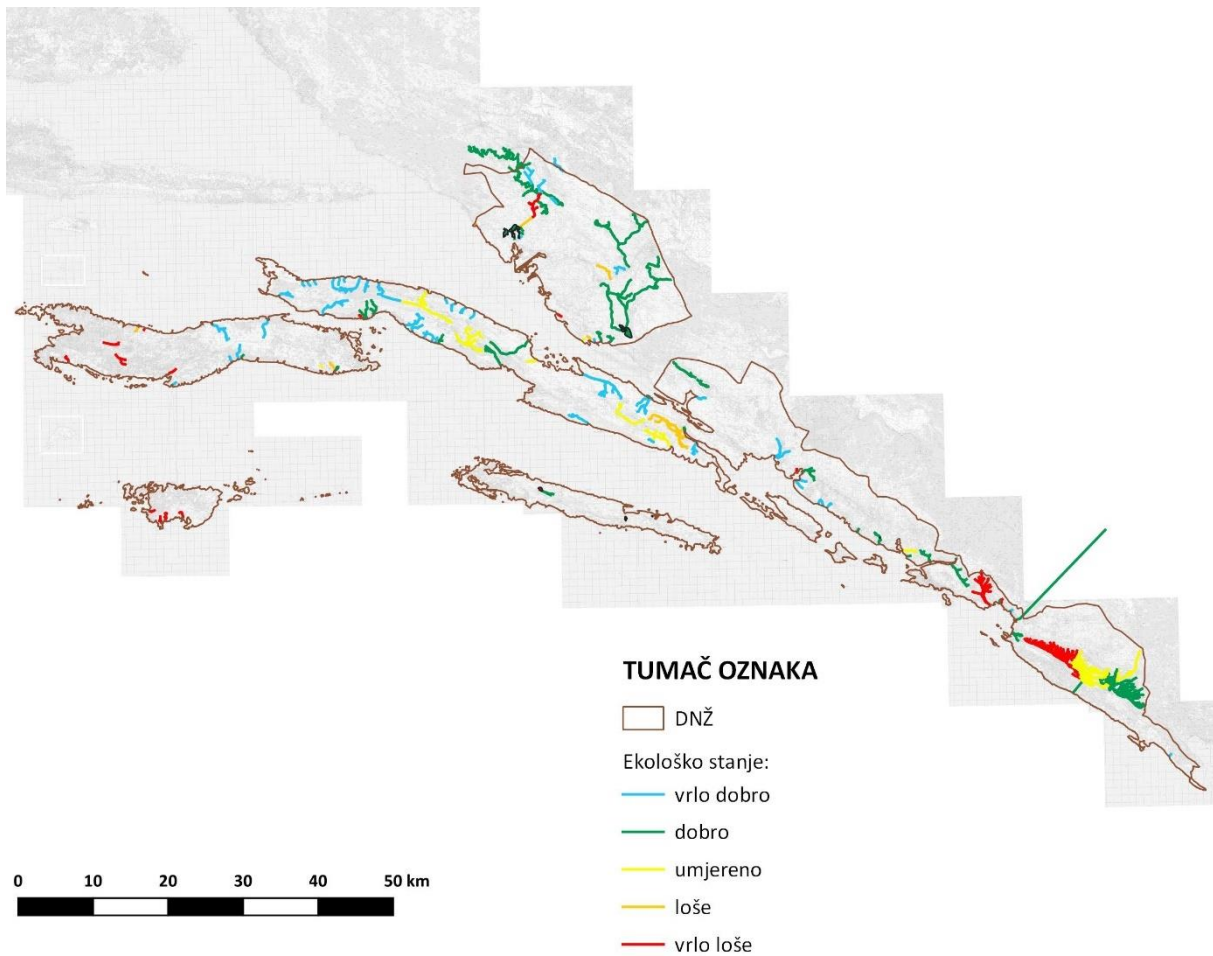 TUMAČ OZNAKA
DNŽ
Ekološko stanje:
vrlo dobro
dobro
umjereno
loše
vrlo loše
0 10 20 30 40 50 km